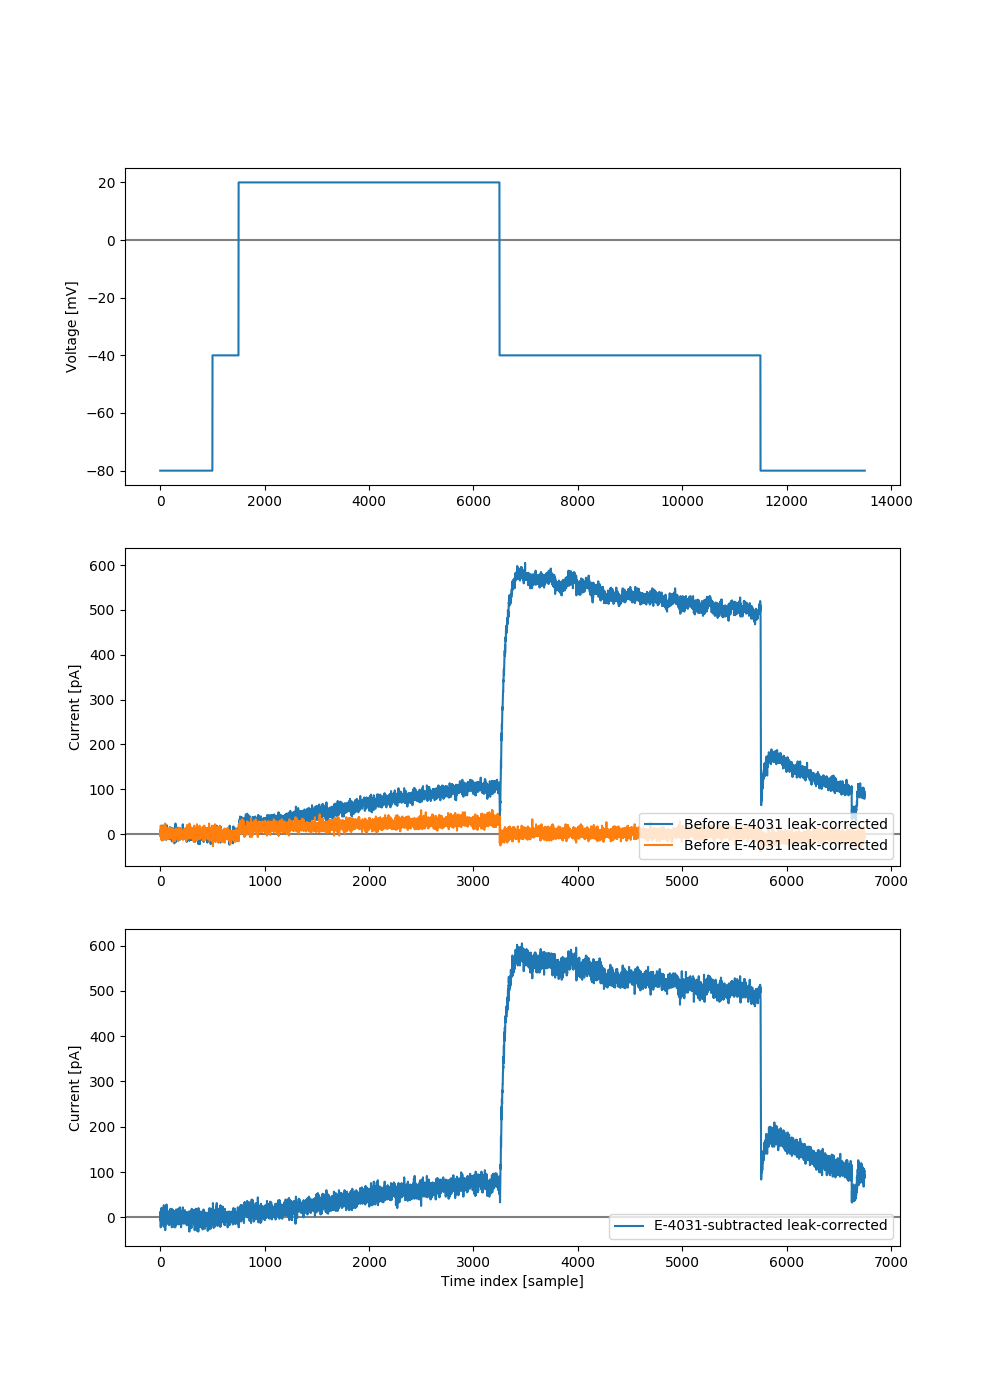 20
0
−20
−40
−60
−80
Voltage [mV]
0 2000 4000 6000 8000 10000 12000 14000
600
500
400
300
200
100
0
Current [pA]
Before E-4031 leak-corrected
Before E-4031 leak-corrected
0 1000 2000 3000 4000 5000 6000 7000
600
500
400
300
200
100
0
Current [pA]
E-4031-subtracted leak-corrected
0 1000 2000 3000 4000 5000 6000 7000
Time index [sample]